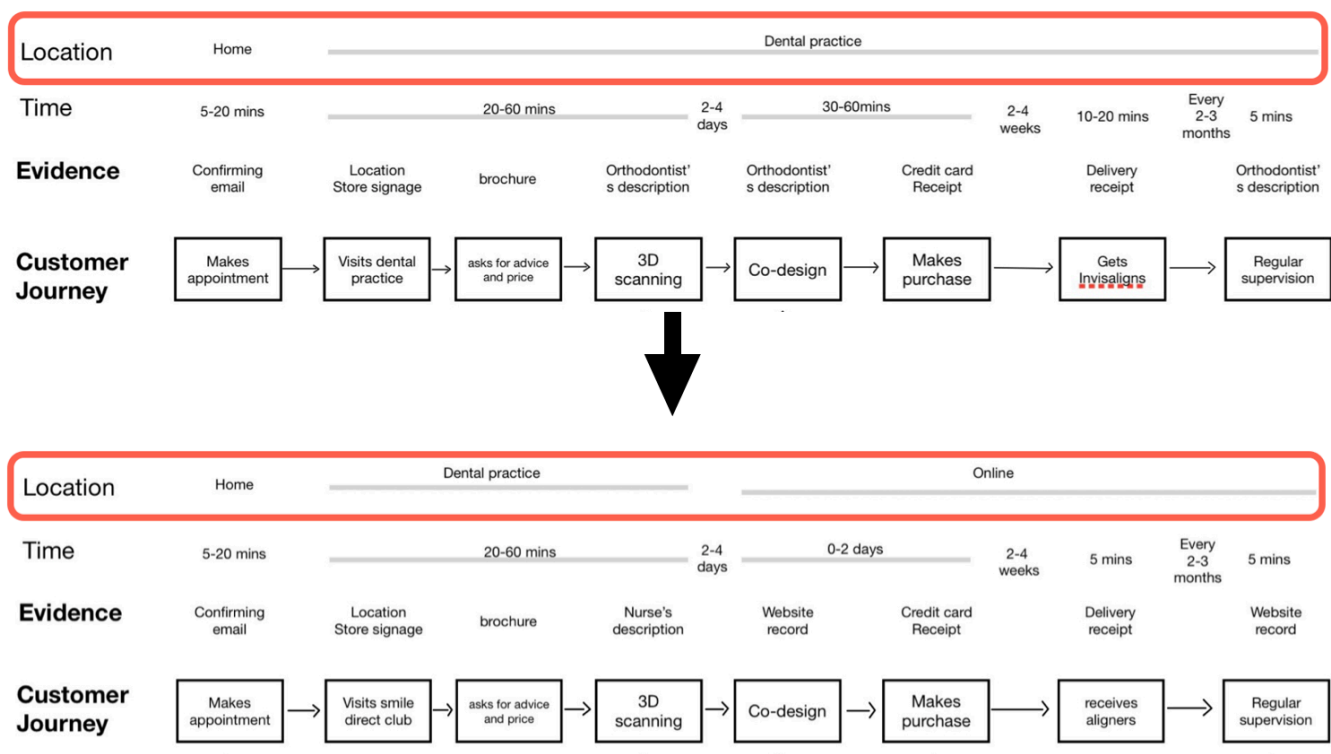 Location Home Dental practice
Time 5-20 mins 20-60 mins 2-4 days 30-60mins 2-4 weeks 10-20 mins Every 2-3 months 5 mins
Evidence Confirming email Location Store signage brochure Orthodontist's description Orthodontist's description Credit card Receipt Delivery receipt Orthodontist's description
Customer Journey Makes appointment Visits dental practice asks for advice and price 3D scanning Co-design Makes purchase Gets Invisaligns Regular supervision
Location Home Dental practice Online
Time 5-20 mins 20-60 mins 2-4 days 0-2 days 2-4 weeks 5 mins Every 2-3 months 5 mins
Evidence Confirming email Location Store signage brochure Nurse's description Website record Credit card Receipt Delivery receipt Website record
Customer Journey Makes appointment Visits smile direct club asks for advice and price 3D scanning Co-design Makes purchase receives aligners Regular supervision